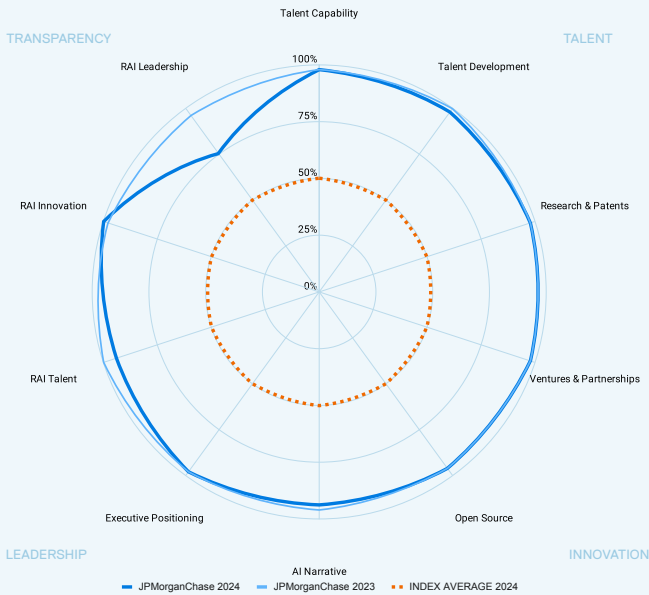 Talent Capability
TRANSPARENCY
TALENT
RAI Leadership
100%
Talent Development
75%
50%
RAI Innovation
Research & Patents
25%
0%
RAI Talent
Ventures & Partnerships
Executive Positioning
Open Source
LEADERSHIP
INNOVATION
AI Narrative
JPMorganChase 2024 JPMorganChase 2023 INDEX AVERAGE 2024